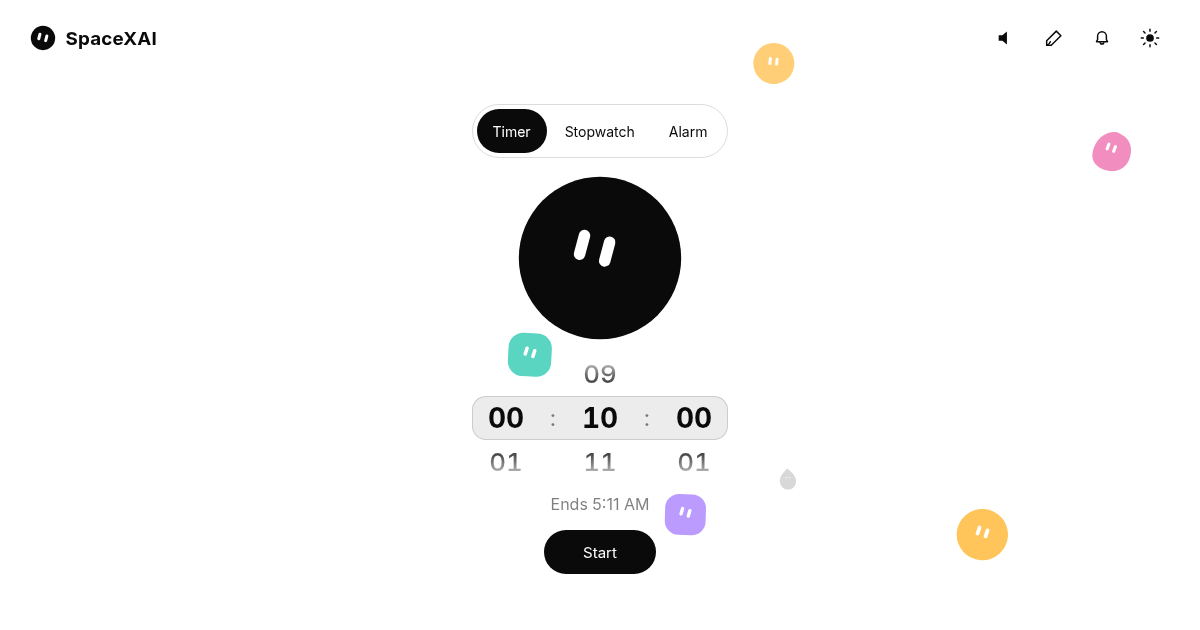 SpaceXAI
Timer Stopwatch Alarm
09
00 : 10 : 00
01 11 01
Ends 5:11 AM
Start